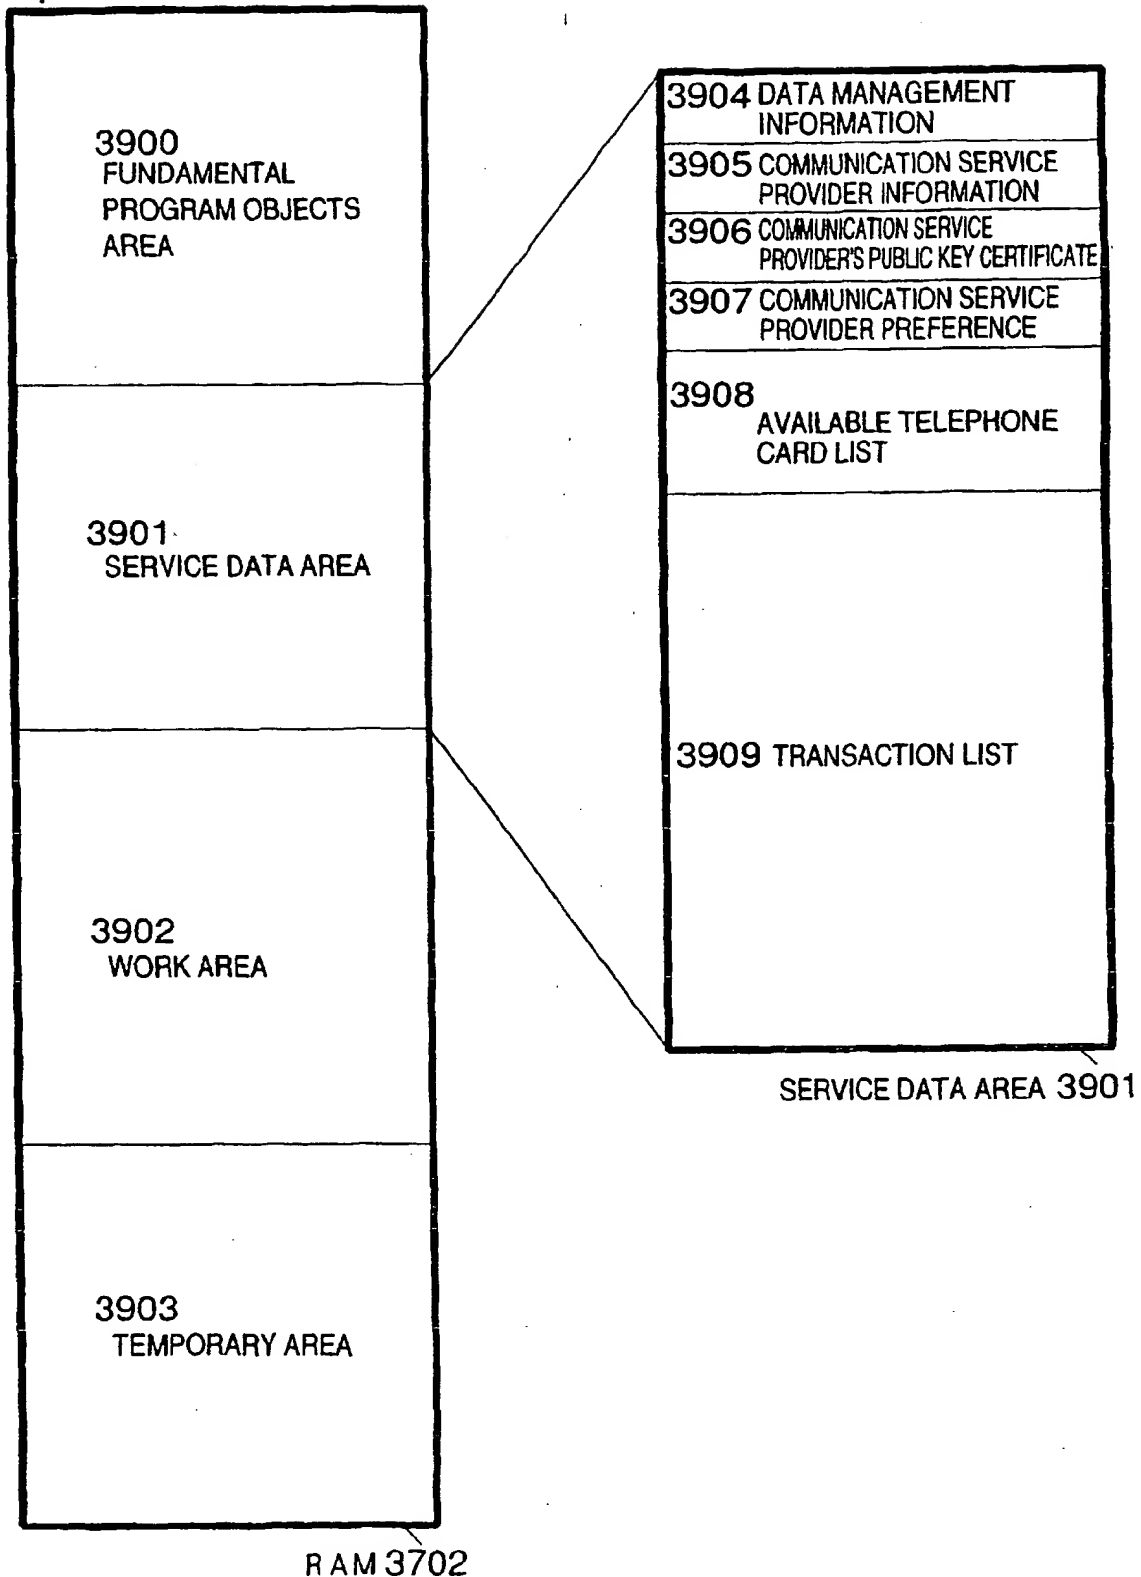 3900
FUNDAMENTAL
PROGRAM OBJECTS
AREA
3901
SERVICE DATA AREA
3902
WORK AREA
3903
TEMPORARY AREA
RAM 3702
3904 DATA MANAGEMENT
INFORMATION
3905 COMMUNICATION SERVICE
PROVIDER INFORMATION
3906 COMMUNICATION SERVICE
PROVIDER'S PUBLIC KEY CERTIFICATE
3907 COMMUNICATION SERVICE
PROVIDER PREFERENCE
3908
AVAILABLE TELEPHONE
CARD LIST
3909 TRANSACTION LIST
SERVICE DATA AREA 3901